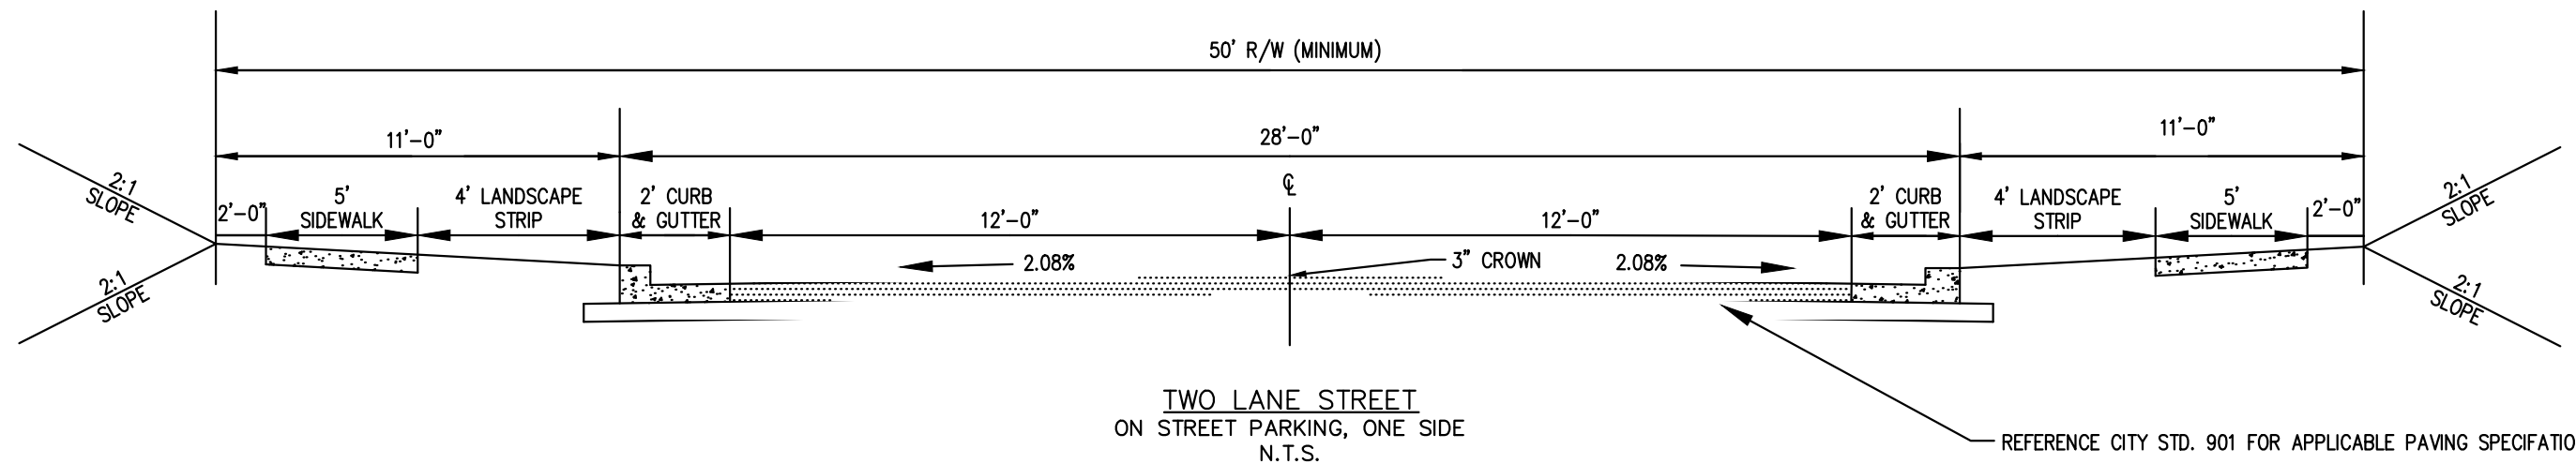 50' R/W (MINIMUM)
11'-0"
28'-0"
11'-0"
2:1
SLOPE
2:1
SLOPE
2'-0"
5'
SIDEWALK
4' LANDSCAPE
STRIP
2' CURB
& GUTTER
12'-0"
℄
12'-0"
2' CURB
& GUTTER
4' LANDSCAPE
STRIP
5'
SIDEWALK
2'-0"
2:1
SLOPE
2:1
SLOPE
2.08%
3" CROWN
2.08%
TWO LANE STREET
ON STREET PARKING, ONE SIDE
N.T.S.
REFERENCE CITY STD. 901 FOR APPLICABLE PAVING SPECIFATIO